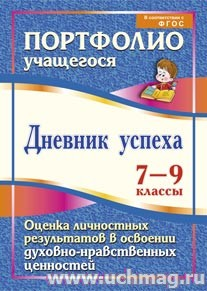 В соответствии с
ФГОС
ПОРТФОЛИО
учащегося
Дневник успеха
7–9
классы
Оценка личностных
результатов в освоении
духовно-нравственных
ценностей
www.uchmag.ru